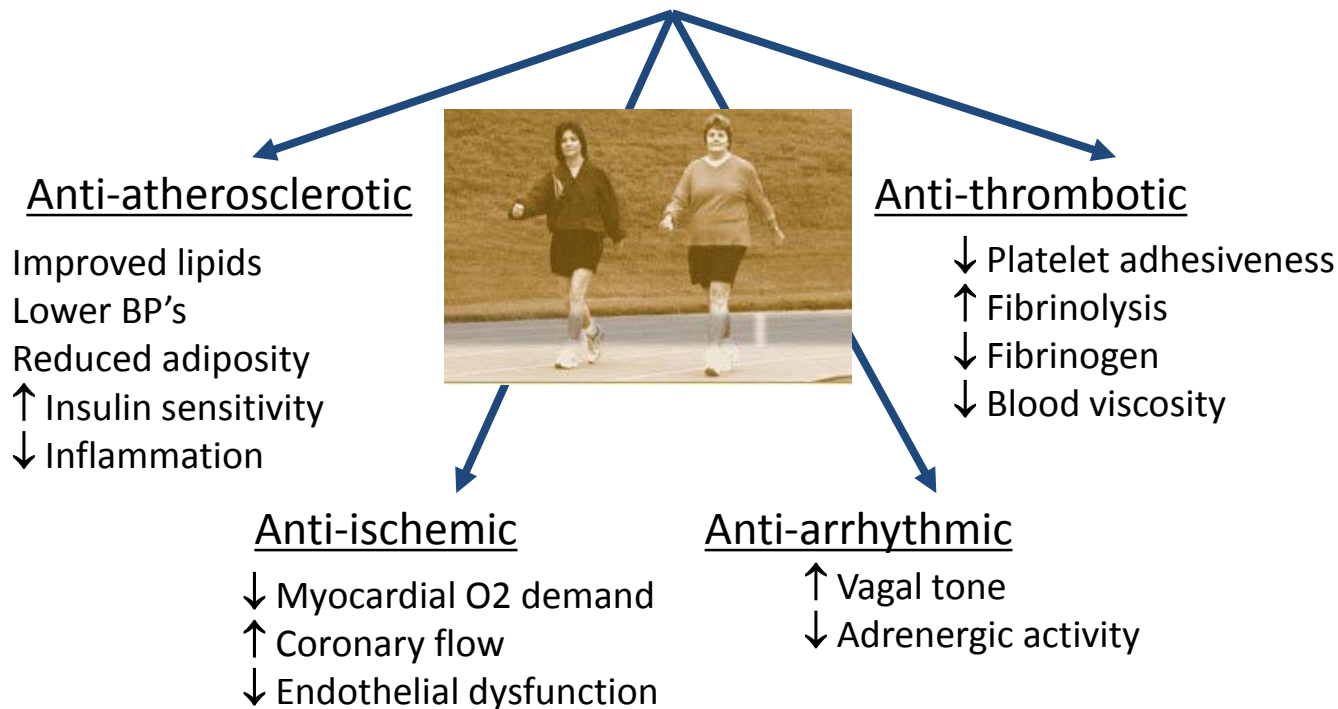 Anti-atherosclerotic
Improved lipids
Lower BP's
Reduced adiposity
↑ Insulin sensitivity
↓ Inflammation
Anti-thrombotic
↓ Platelet adhesiveness
↑ Fibrinolysis
↓ Fibrinogen
↓ Blood viscosity
Anti-ischemic
↓ Myocardial O2 demand
↑ Coronary flow
↓ Endothelial dysfunction
Anti-arrhythmic
↑ Vagal tone
↓ Adrenergic activity